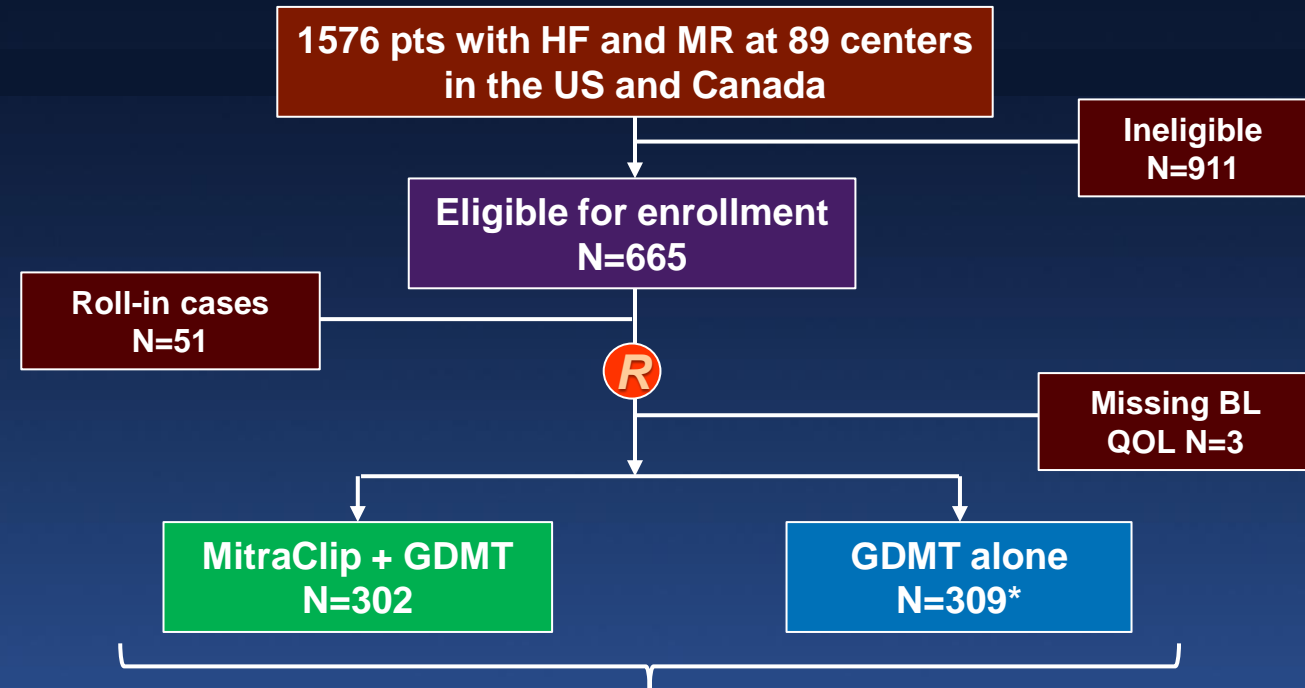 1576 pts with HF and MR at 89 centers
in the US and Canada
Ineligible
N=911
Eligible for enrollment
N=665
Roll-in cases
N=51
R
Missing BL
QOL N=3
MitraClip + GDMT
N=302
GDMT alone
N=309*